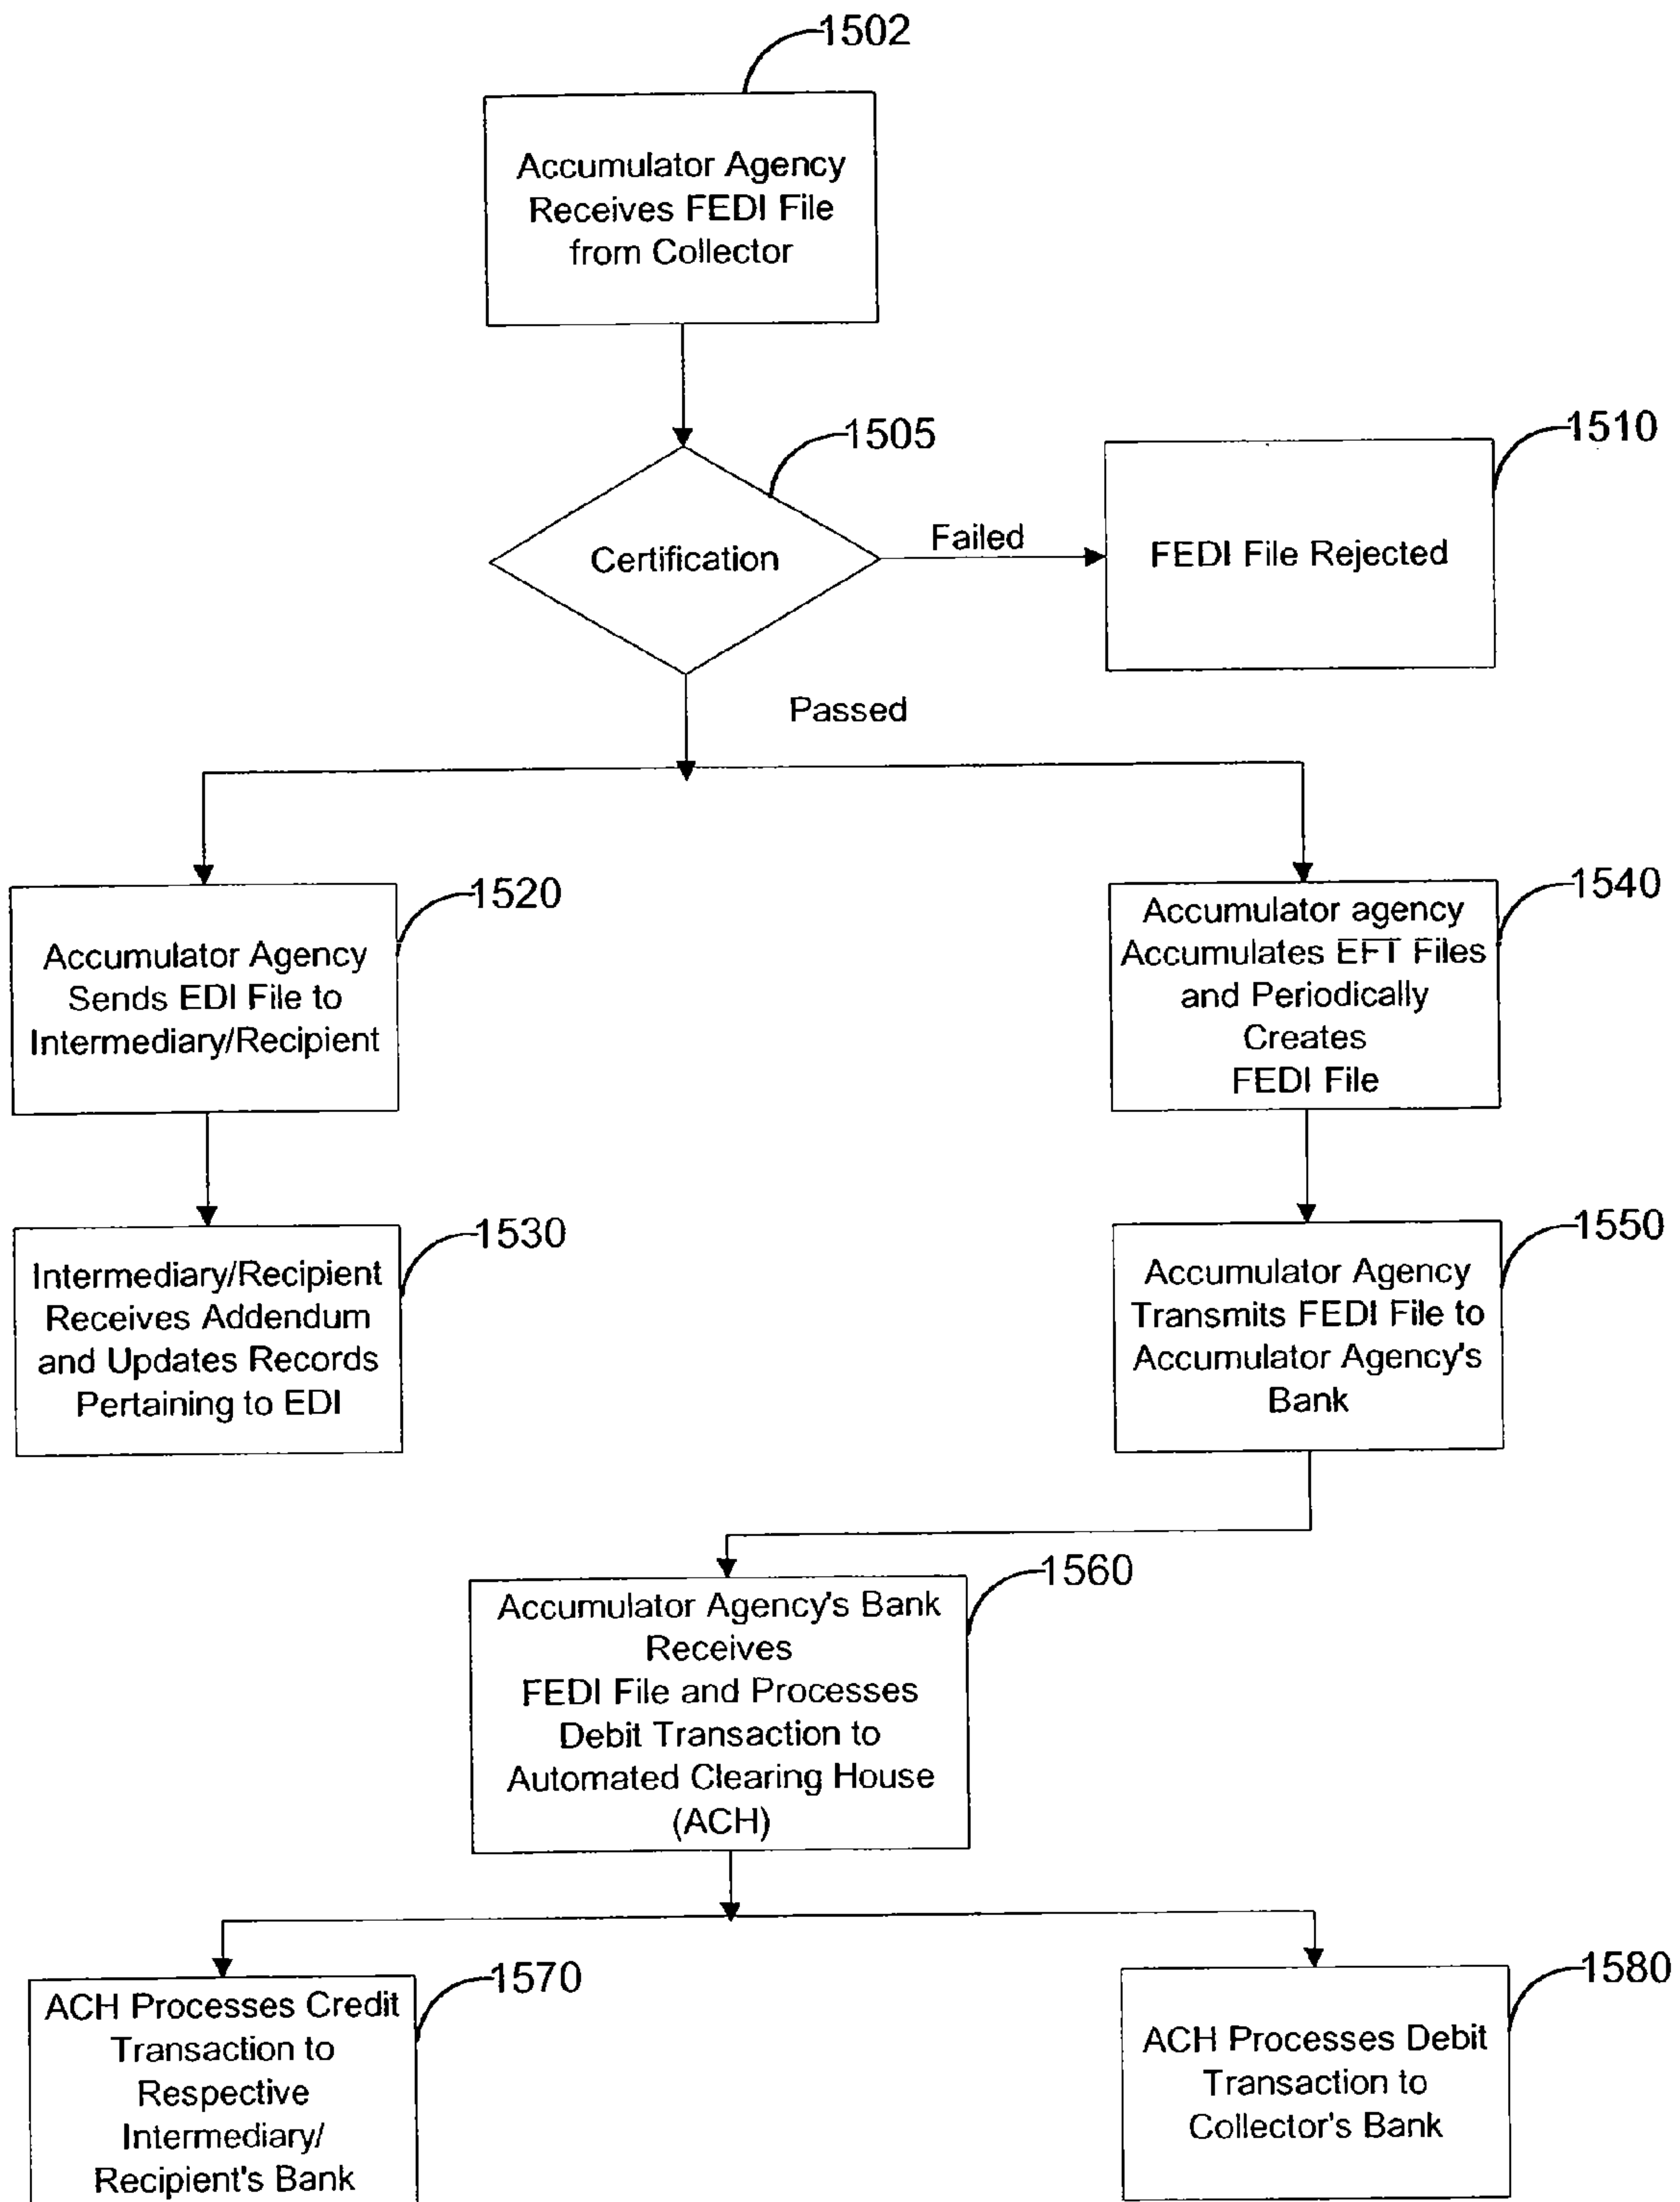 1502
Accumulator Agency
Receives FEDI File
from Collector
1505
Certification
Failed
1510
FEDI File Rejected
Passed
1520
Accumulator Agency
Sends EDI File to
Intermediary/Recipient
1540
Accumulator agency
Accumulates EFT Files
and Periodically
Creates
FEDI File
1530
Intermediary/Recipient
Receives Addendum
and Updates Records
Pertaining to EDI
1550
Accumulator Agency
Transmits FEDI File to
Accumulator Agency's
Bank
1560
Accumulator Agency's Bank
Receives
FEDI File and Processes
Debit Transaction to
Automated Clearing House
(ACH)
1570
ACH Processes Credit
Transaction to
Respective
Intermediary/
Recipient's Bank
1580
ACH Processes Debit
Transaction to
Collector's Bank